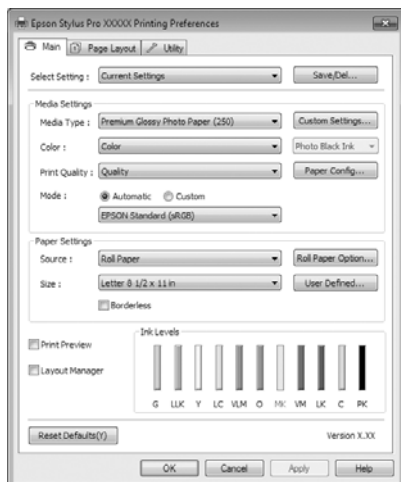 Epson Stylus Pro XXXXX Printing Preferences
Main Page Layout Utility
Select Setting : Current Settings Save/Del...
Media Settings
Media Type : Premium Glossy Photo Paper (250) Custom Settings...
Color : Color Photo Black Ink
Print Quality : Quality Paper Config...
Mode : Automatic Custom
EPSON Standard (sRGB)
Paper Settings
Source : Roll Paper Roll Paper Option...
Size : Letter 8 1/2 x 11 in User Defined...
Borderless
Ink Levels
Print Preview
Layout Manager
G LLK Y LC VLM O MK VM LK C PK
Reset Defaults(Y) Version X.XX
OK Cancel Apply Help